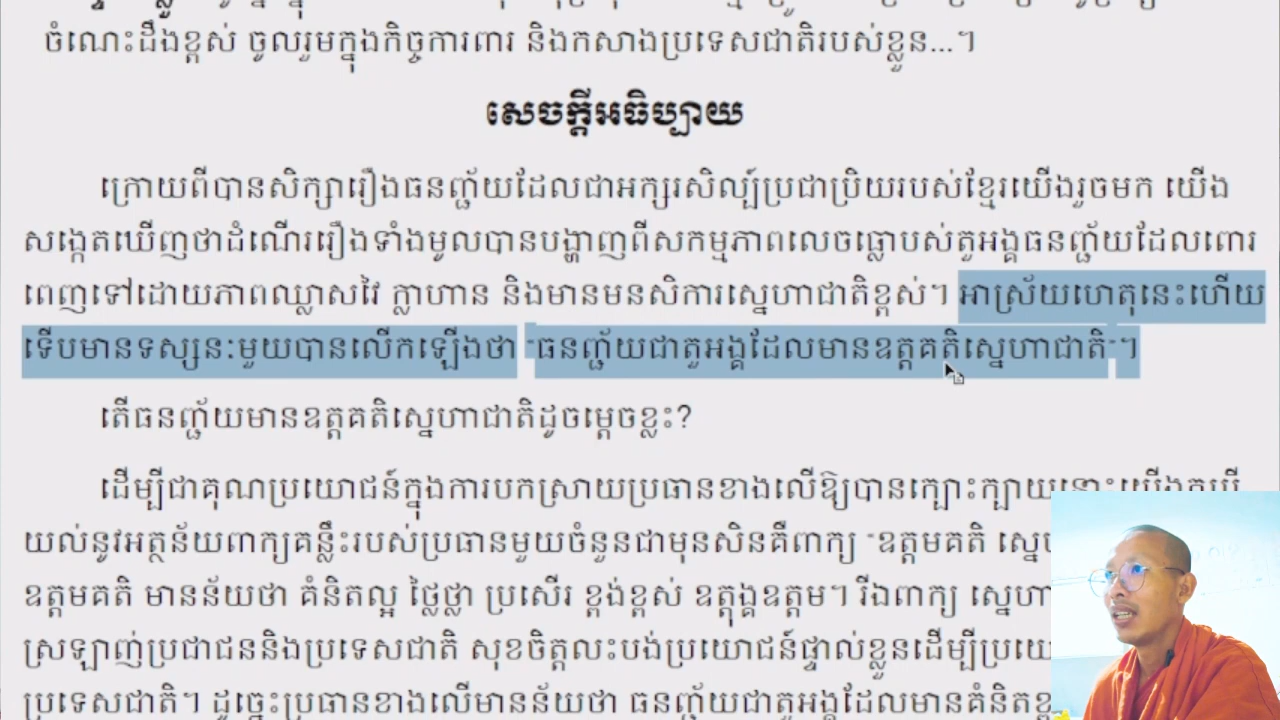 ចំណេះដឹងខ្ពស់ ចូលរួមក្នុងកិច្ចការពារ និងកសាងប្រទេសជាតិរបស់ខ្លួន...។
សេចក្តីអធិប្បាយ
ក្រោយពីបានសិក្សារឿងធនញ្ជ័យដែលជាអក្សរសិល្ប៍ប្រជាប្រិយរបស់ខ្មែរយើងរួចមក យើង
សង្កេតឃើញថាដំណើររឿងទាំងមូលបានបង្ហាញពីសកម្មភាពលេចធ្លោបស់តួអង្គធនញ្ជ័យដែលពោរ
ពេញទៅដោយភាពឈ្លាសវៃ ក្លាហាន និងមានមនសិការស្នេហាជាតិខ្ពស់។ អាស្រ័យហេតុនេះហើយ
ទើបមានទស្សនៈមួយបានលើកឡើងថា "ធនញ្ជ័យជាតួអង្គដែលមានឧត្តគតិស្នេហាជាតិ"។
តើធនញ្ជ័យមានឧត្តគតិស្នេហាជាតិដូចម្តេចខ្លះ?
ដើម្បីជាគុណប្រយោជន៍ក្នុងការបកស្រាយប្រធានខាងលើឱ្យបានក្បោះក្បាយនោះយើងគប្បី
យល់នូវអត្ថន័យពាក្យគន្លឹះរបស់ប្រធានមួយចំនួនជាមុនសិនគឺពាក្យ "ឧត្តមគតិ
ឧត្តមគតិ មានន័យថា គំនិតល្អ ថ្លៃថ្លា ប្រសើរ ខ្ពង់ខ្ពស់ ឧត្តុង្គឧត្តម។ រីឯពាក្យ ស្នេហា
ស្រឡាញ់ប្រជាជននិងប្រទេសជាតិ សុខចិត្តលះបង់ប្រយោជន៍ផ្ទាល់ខ្លួនដើម្បី
ប្រទេសជាតិ។ ដូច្នេះប្រធានខាងលើមានន័យថា ធនញ្ជ័យជាតួអង្គដែលមានគំនិត